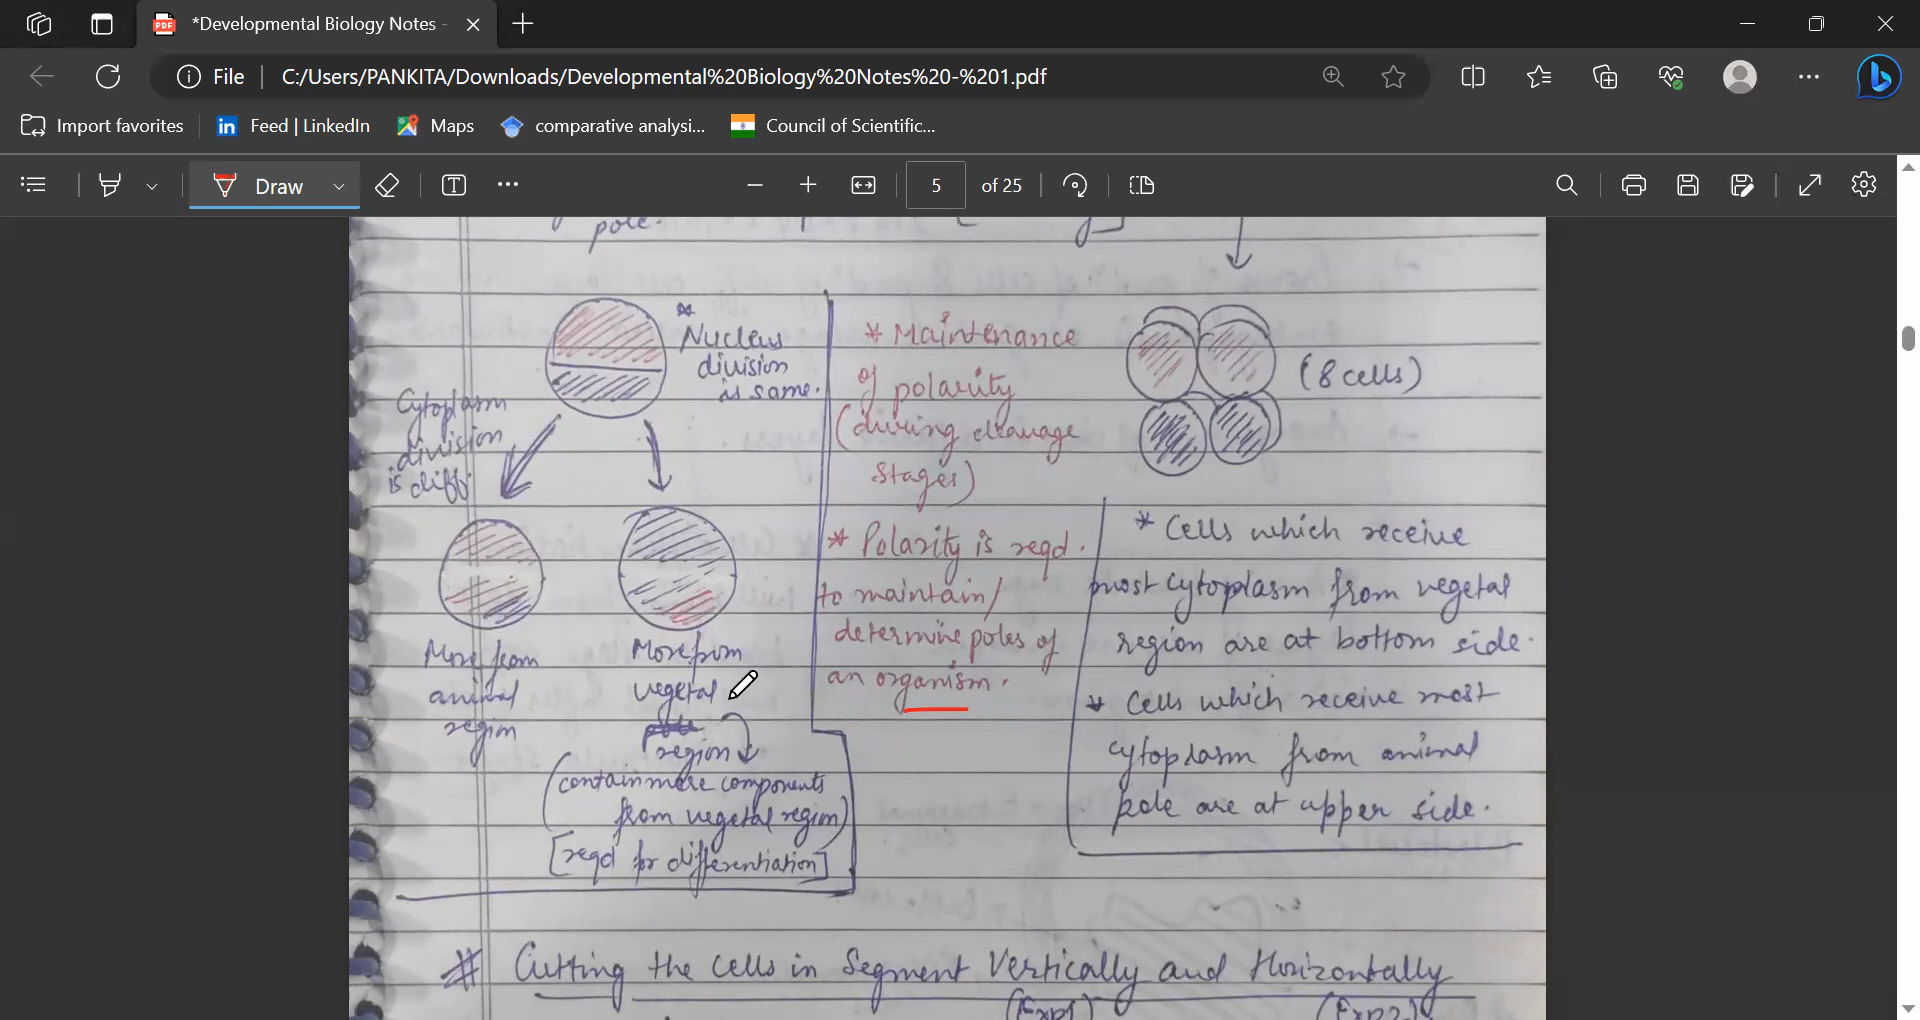 *Developmental Biology Notes -
File
C:/Users/PANKITA/Downloads/Developmental%20Biology%20Notes%20-%201.pdf
Import favorites
Feed | LinkedIn
Maps
comparative analysi...
Council of Scientific...
Draw
5 of 25
pole.
* Nucleus
division
is same.
Cytoplasm
division
is diff.
More from
animal
region
More from
vegetal
region
(contain more components
from vegetal region)
[reqd for differentiation]
* Maintenance
of polarity
(during cleavage
stages)
* Polarity is reqd.
to maintain/
determine poles of
an organism.
(8 cells)
* Cells which receive
most cytoplasm from vegetal
region are at bottom side.
* Cells which receive most
cytoplasm from animal
pole are at upper side.
# Cutting the cells in Segment Vertically and Horizontally
(Exp1) (Exp2)